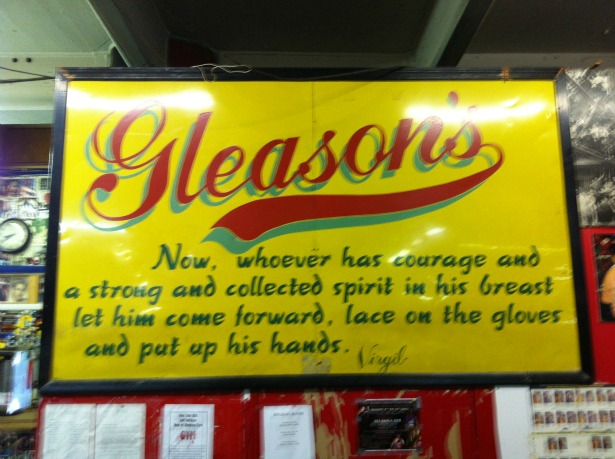 Gleason's
Now, whoever has courage and
a strong and collected spirit in his breast
let him come forward, lace on the gloves
and put up his hands. Virgil